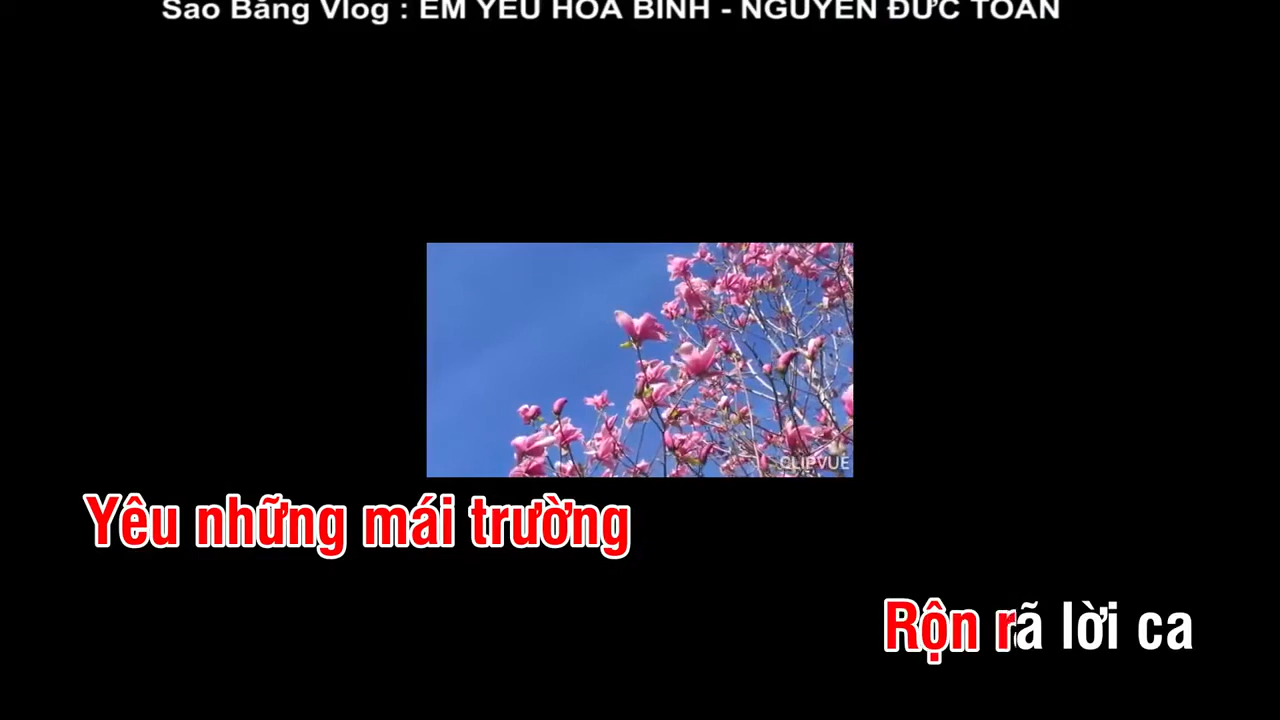 Sao Băng Vlog : EM YÊU HÒA BÌNH - NGUYỄN ĐỨC TOÀN
CLIPVUE
Yêu những mái trường
Rộn rã lời ca